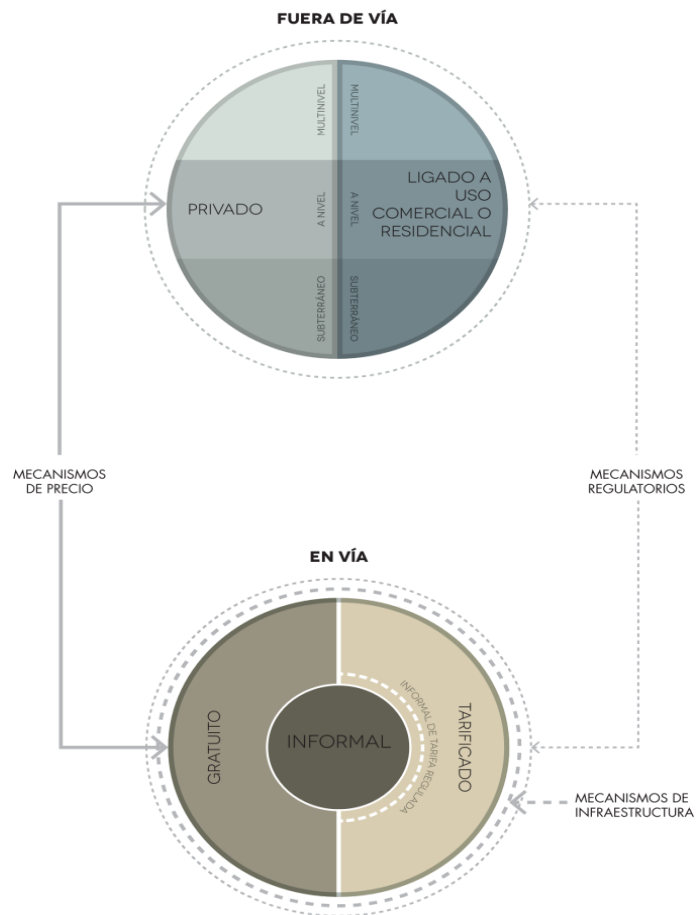 FUERA DE VÍA
MULTINIVEL
MULTINIVEL
PRIVADO
A NIVEL
A NIVEL
LIGADO A
USO
COMERCIAL O
RESIDENCIAL
SUBTERRÁNEO
SUBTERRÁNEO
MECANISMOS
DE PRECIO
MECANISMOS
REGULATORIOS
EN VÍA
GRATUITO
INFORMAL
INFORMAL DE TARIFA REGULADA
TARIFICADO
MECANISMOS DE
INFRAESTRUCTURA